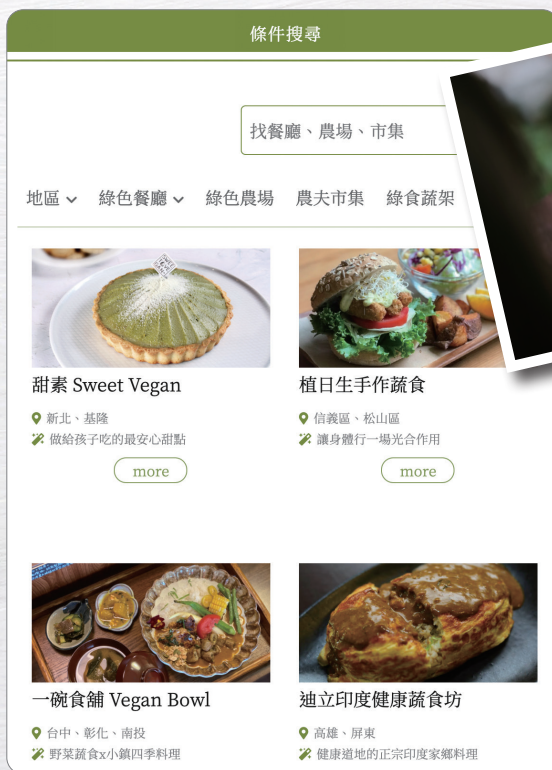 條件搜尋
找餐廳、農場、市集
地區 綠色餐廳 綠色農場 農夫市集 綠食蔬架
甜素 Sweet Vegan
新北、基隆
做給孩子吃的最安心甜點
more
植日生手作蔬食
信義區、松山區
讓身體行一場光合作用
more
一碗食舖 Vegan Bowl
台中、彰化、南投
野菜蔬食x小鎮四季料理
迪立印度健康蔬食坊
高雄、屏東
健康道地的正宗印度家鄉料理